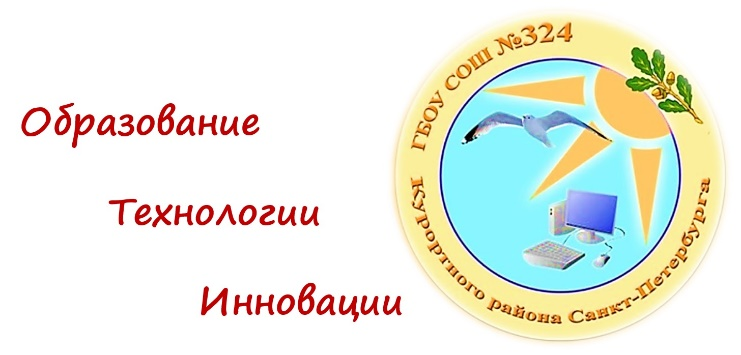 Образование
Технологии
Инновации
ГБОУ СОШ №324
Курортного района Санкт-Петербурга